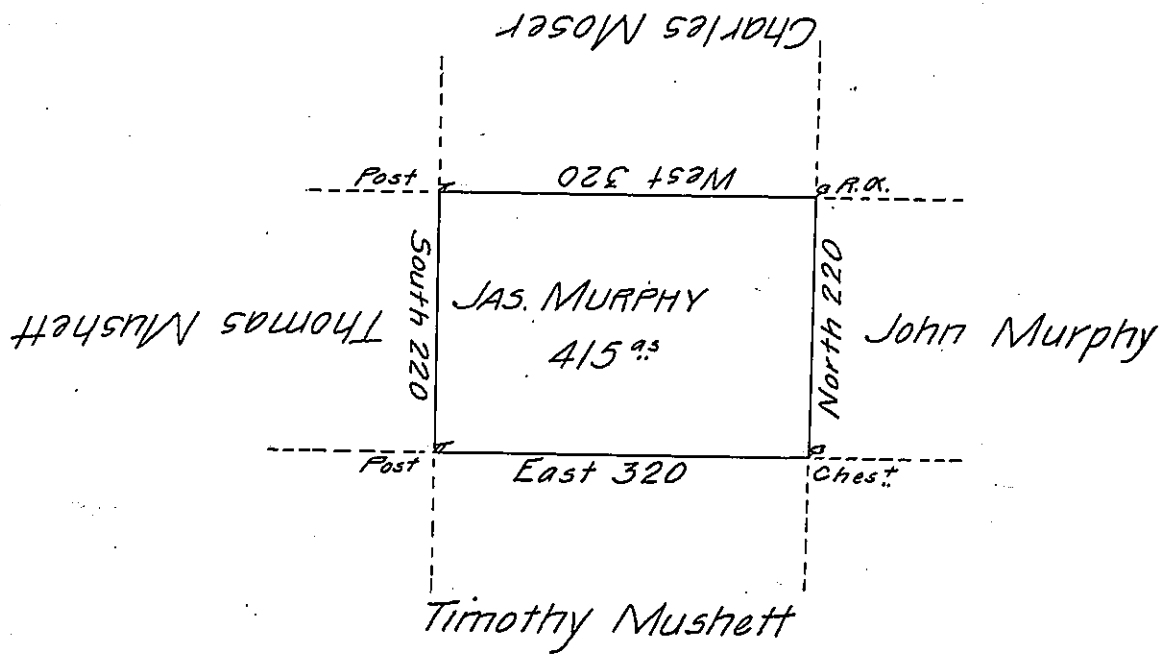 Charles Moser
Post
West 320
R.O.
South 220
JAS. MURPHY
415 as
North 220
Thomas Mushett
John Murphy
Post
East 320
Chest
Timothy Mushett